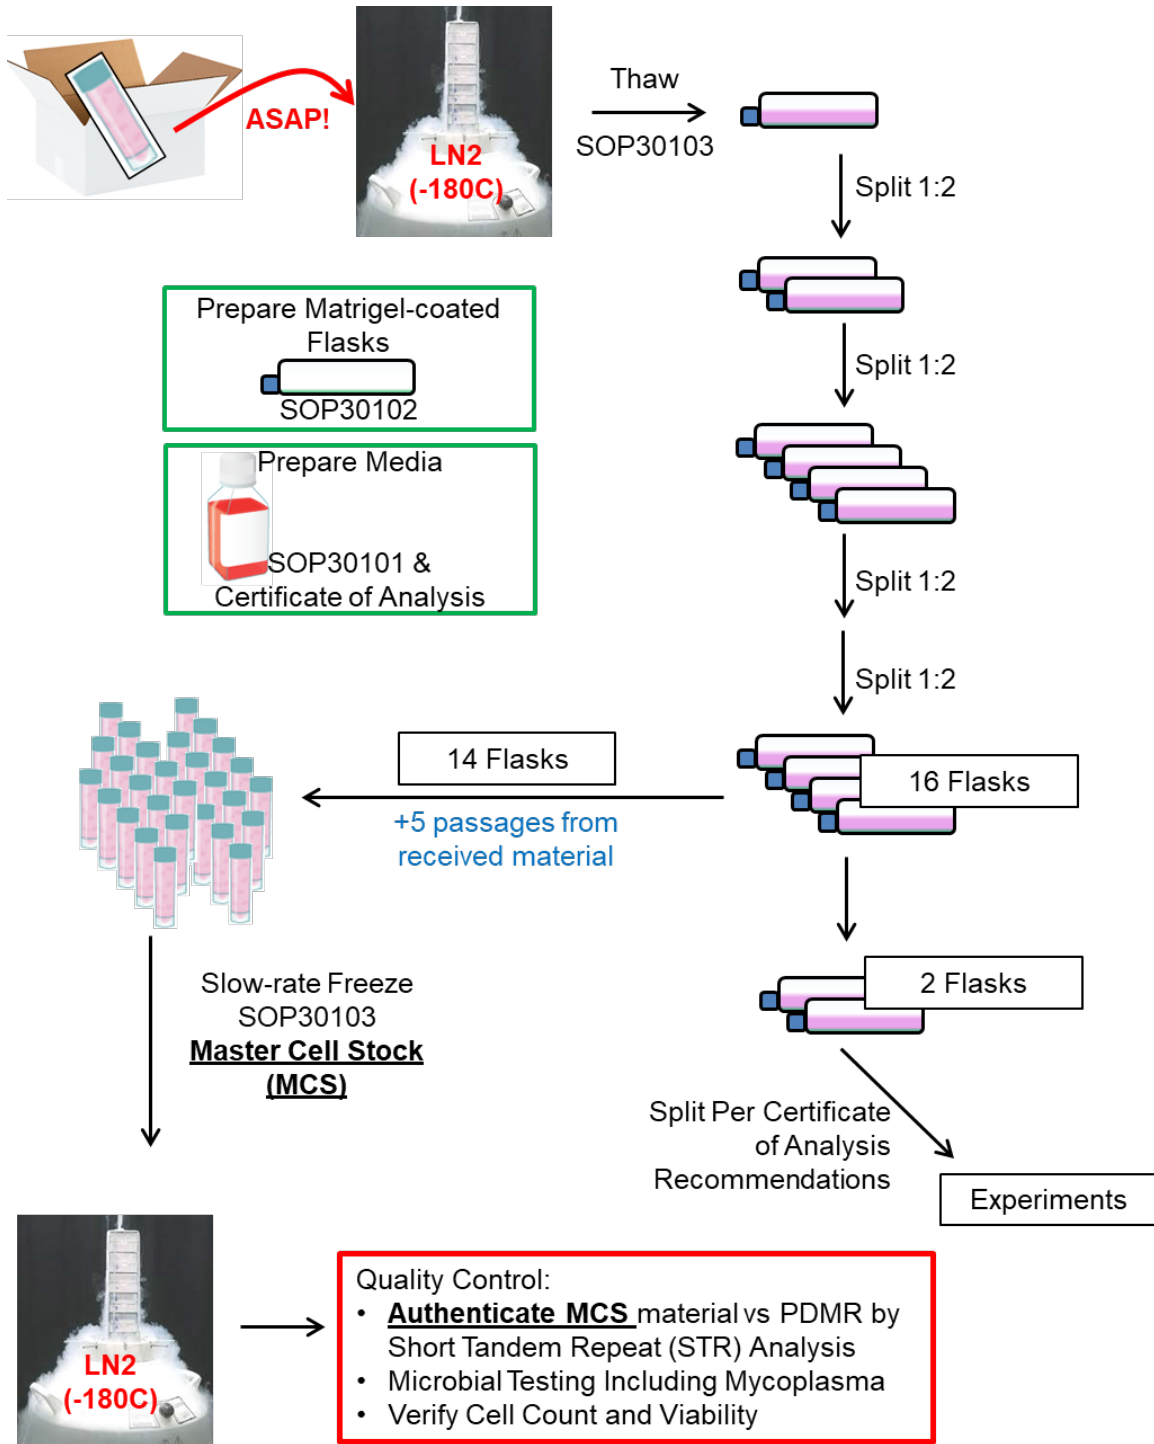 ASAP!
LN2
(-180C)
Thaw
SOP30103
Split 1:2
Split 1:2
Prepare Matrigel-coated
Flasks
SOP30102
Prepare Media
SOP30101 &
Certificate of Analysis
Split 1:2
Split 1:2
16 Flasks
14 Flasks
+5 passages from
received material
2 Flasks
Slow-rate Freeze
SOP30103
Master Cell Stock
(MCS)
Split Per Certificate
of Analysis
Recommendations
Experiments
LN2
(-180C)
Quality Control:
• Authenticate MCS material vs PDMR by
Short Tandem Repeat (STR) Analysis
• Microbial Testing Including Mycoplasma
• Verify Cell Count and Viability